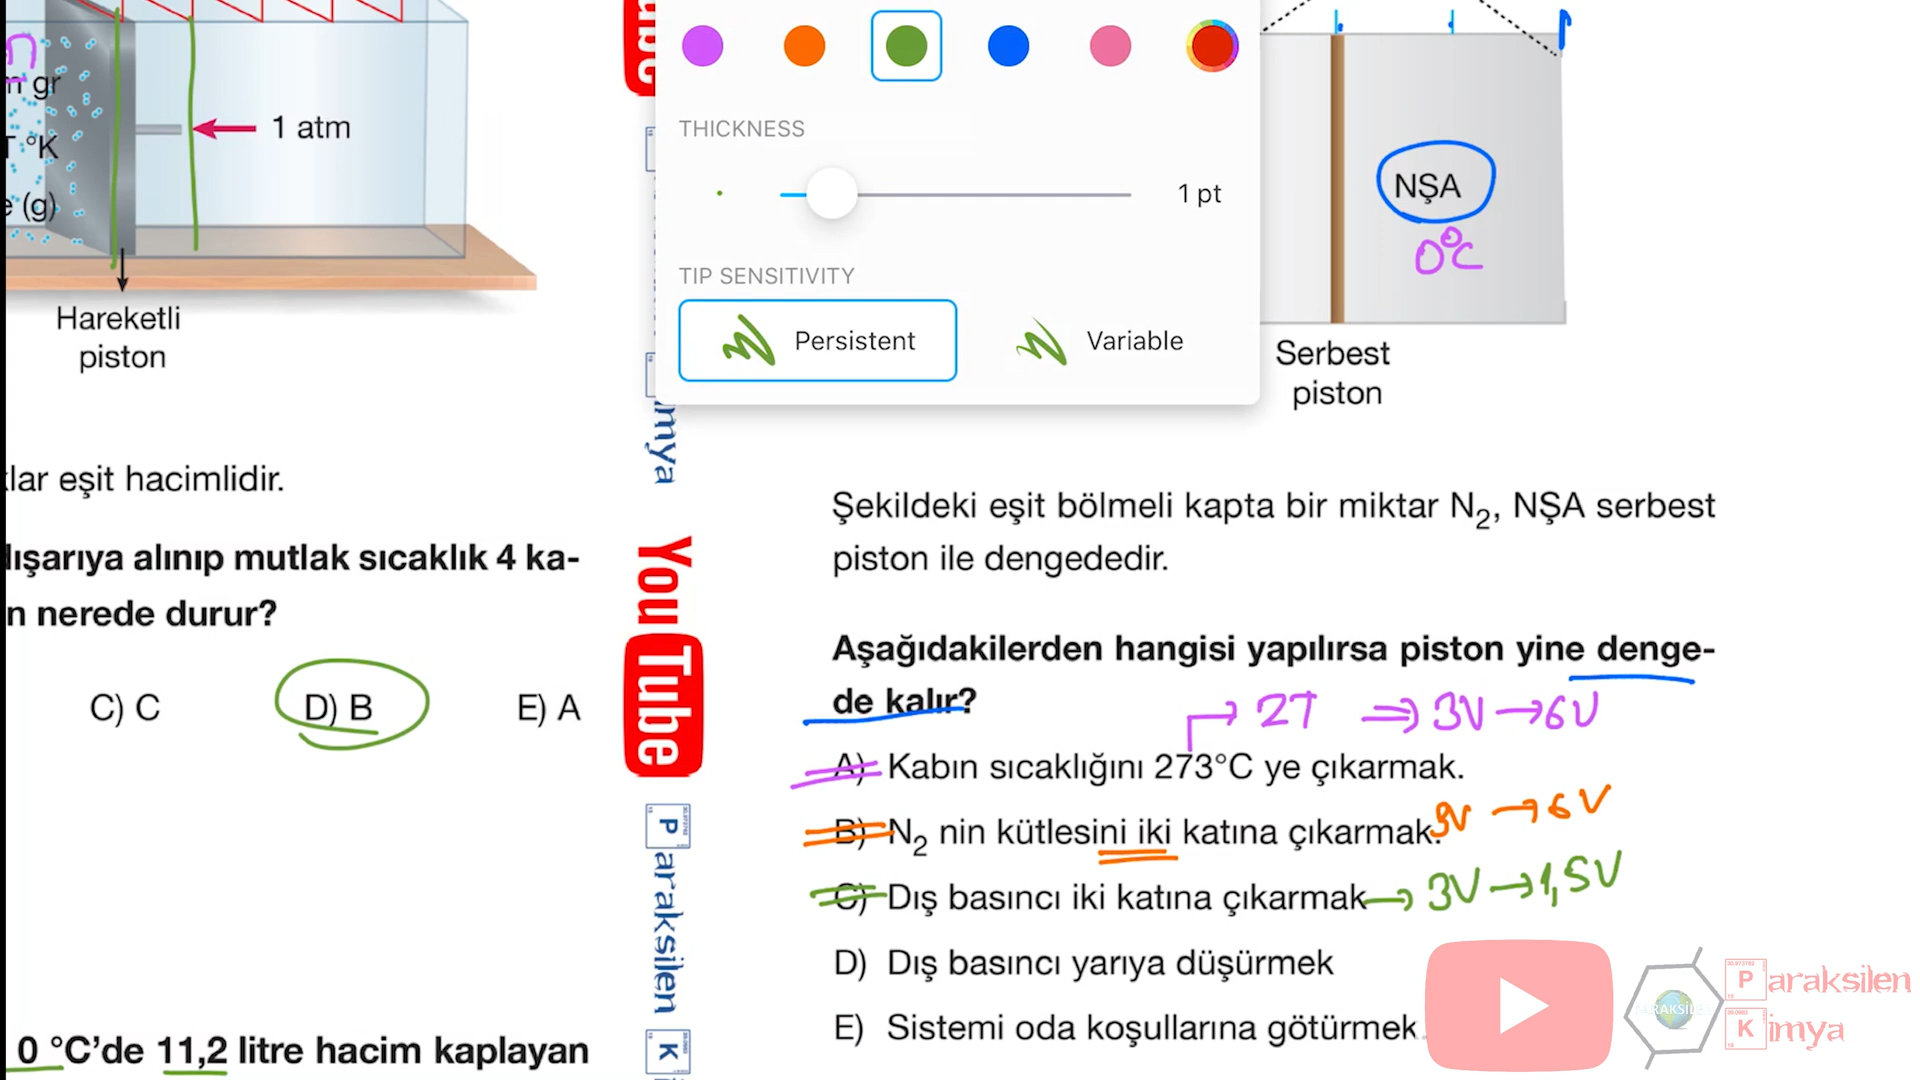 n
m gr
T °K
e (g)
1 atm
Hareketli
piston
lar eşit hacimlidir.
dışarıya alınıp mutlak sıcaklık 4 ka-
n nerede durur?
C) C
D) B
E) A
0 °C'de 11,2 litre hacim kaplayan
YouTube
Paraksilen K
THICKNESS
1 pt
TIP SENSITIVITY
Persistent
Variable
NŞA
0°C
Serbest
piston
Şekildeki eşit bölmeli kapta bir miktar N₂, NŞA serbest
piston ile dengededir.
Aşağıdakilerden hangisi yapılırsa piston yine denge-
de kalır?
→ 2T ⇒ 3V → 6V
A) Kabın sıcaklığını 273°C ye çıkarmak.
B) N₂ nin kütlesini iki katına çıkarmak. 3V → 6V
C) Dış basıncı iki katına çıkarmak → 3V → 1,5V
D) Dış basıncı yarıya düşürmek
E) Sistemi oda koşullarına götürmek.
Paraksilen
Kimya